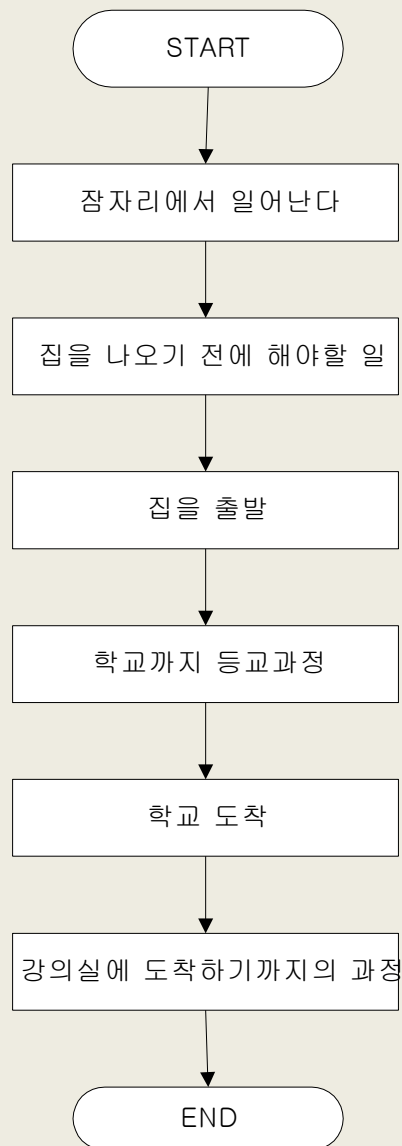 START
잠자리에서 일어난다
집을 나오기 전에 해야할 일
집을 출발
학교까지 등교과정
학교 도착
강의실에 도착하기까지의 과정
END